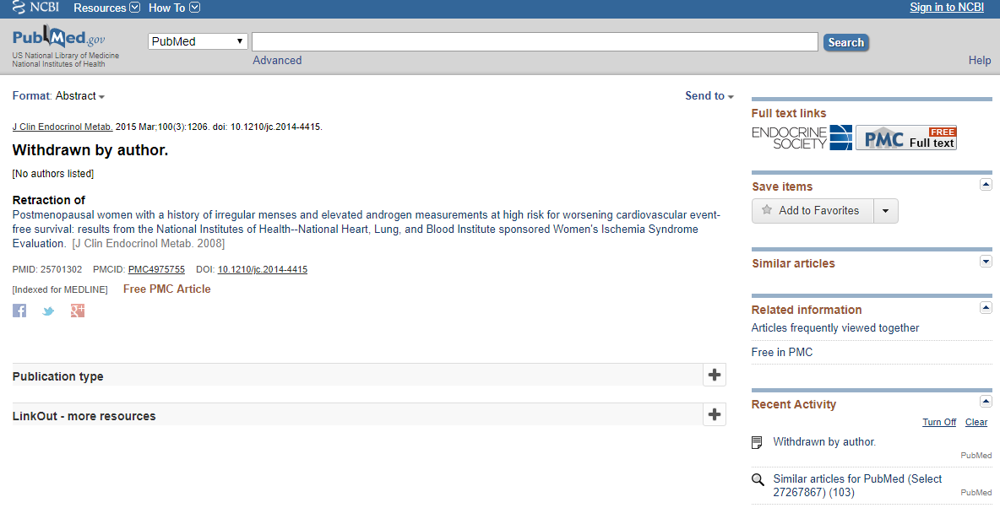 NCBI Resources How To Sign in to NCBI
PubMed.gov
US National Library of Medicine
National Institutes of Health
PubMed
Search
Advanced
Help
Format: Abstract
Send to
J Clin Endocrinol Metab. 2015 Mar;100(3):1206. doi: 10.1210/jc.2014-4415.
Withdrawn by author.
[No authors listed]
Retraction of
Postmenopausal women with a history of irregular menses and elevated androgen measurements at high risk for worsening cardiovascular event-
free survival: results from the National Institutes of Health--National Heart, Lung, and Blood Institute sponsored Women's Ischemia Syndrome
Evaluation. [J Clin Endocrinol Metab. 2008]
PMID: 25701302 PMCID: PMC4975755 DOI: 10.1210/jc.2014-4415
[Indexed for MEDLINE] Free PMC Article
Publication type
LinkOut - more resources
Full text links
ENDOCRINE
SOCIETY
PMC FREE
Full text
Save items
Add to Favorites
Similar articles
Related information
Articles frequently viewed together
Free in PMC
Recent Activity
Turn Off Clear
Withdrawn by author.
PubMed
Similar articles for PubMed (Select
27267867) (103)
PubMed